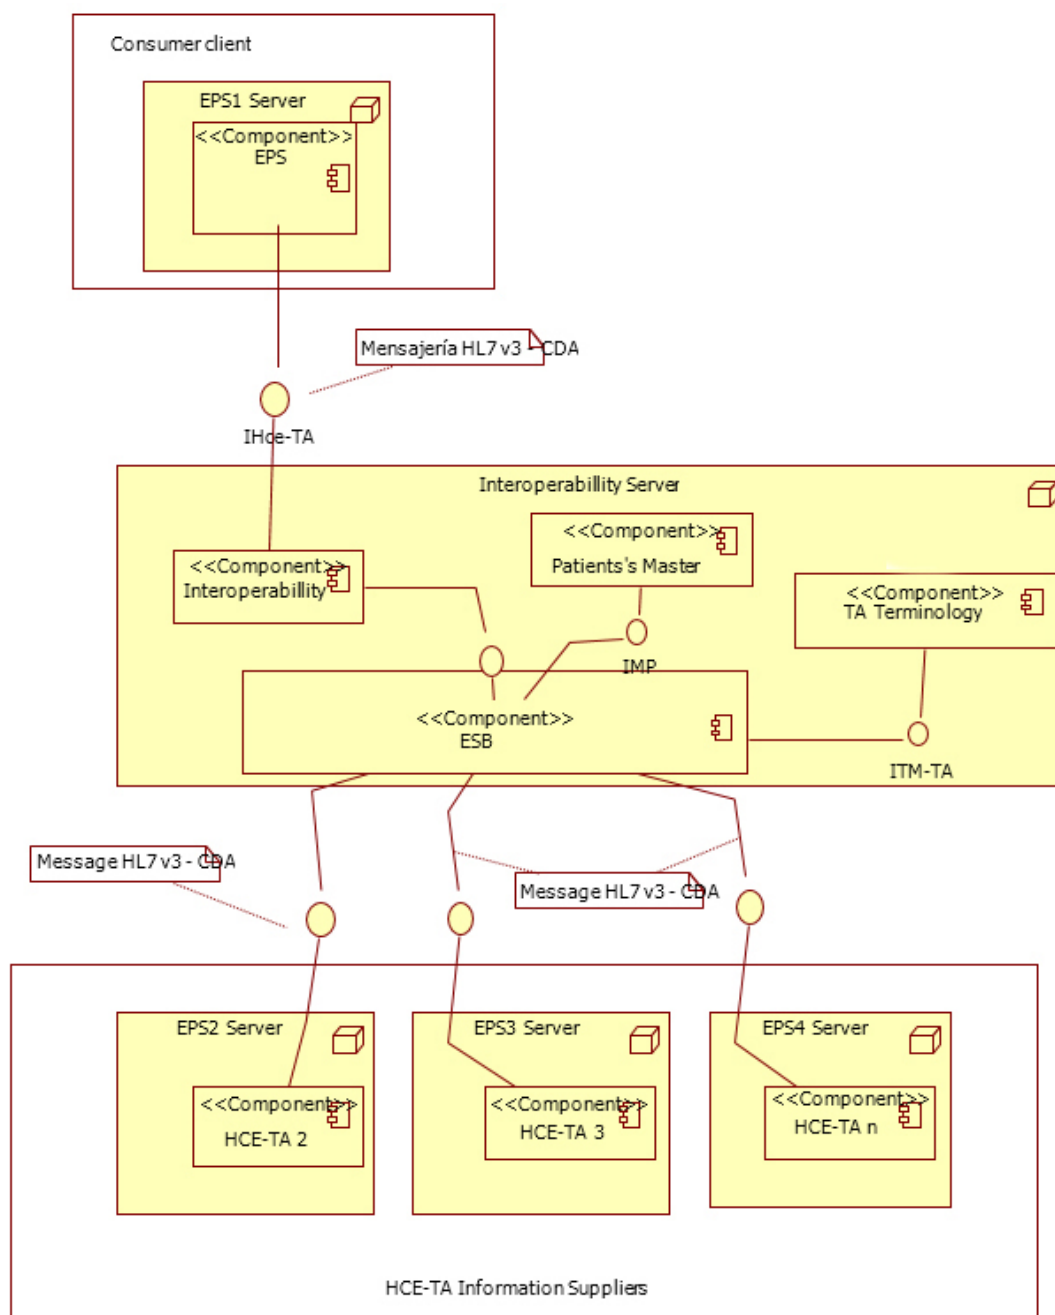 Consumer client
EPS1 Server
<<Component>>
EPS
Mensajería HL7 v3 - CDA
IHce-TA
Interoperabillity Server
<<Component>>
Patients's Master
<<Component>>
Interoperabillity
<<Component>>
TA Terminology
IMP
<<Component>>
ESB
ITM-TA
Message HL7 v3 - CDA
Message HL7 v3 - CDA
EPS2 Server
EPS3 Server
EPS4 Server
<<Component>>
HCE-TA 2
<<Component>>
HCE-TA 3
<<Component>>
HCE-TA n
HCE-TA Information Suppliers